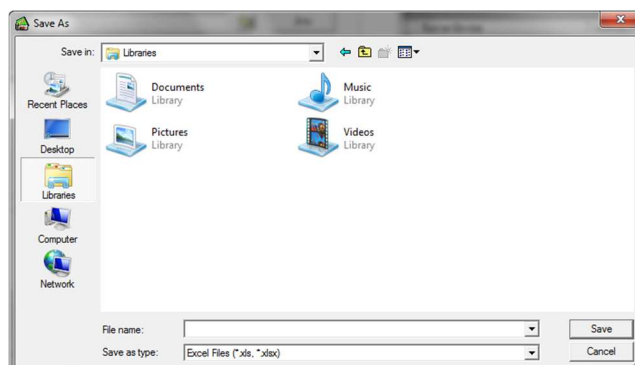 Save As
Save in:
Libraries
Recent Places
Desktop
Libraries
Computer
Network
Documents
Library
Music
Library
Pictures
Library
Videos
Library
File name:
Save
Save as type:
Excel Files (*.xls, *.xlsx)
Cancel